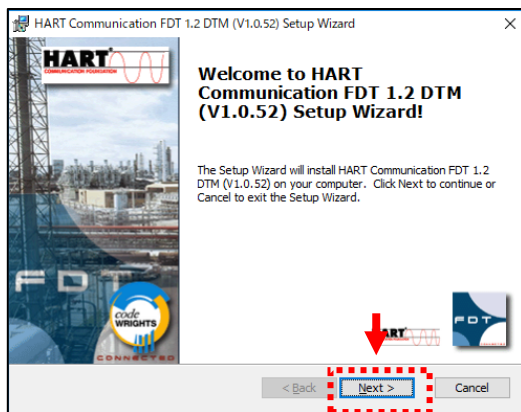 HART Communication FDT 1.2 DTM (V1.0.52) Setup Wizard
HART
COMMUNICATION FOUNDATION
Welcome to HART
Communication FDT 1.2 DTM
(V1.0.52) Setup Wizard!
The Setup Wizard will install HART Communication FDT 1.2
DTM (V1.0.52) on your computer. Click Next to continue or
Cancel to exit the Setup Wizard.
FDT
code
WRIGHTS
CONNECTED
HART
FDT
< Back
Next >
Cancel